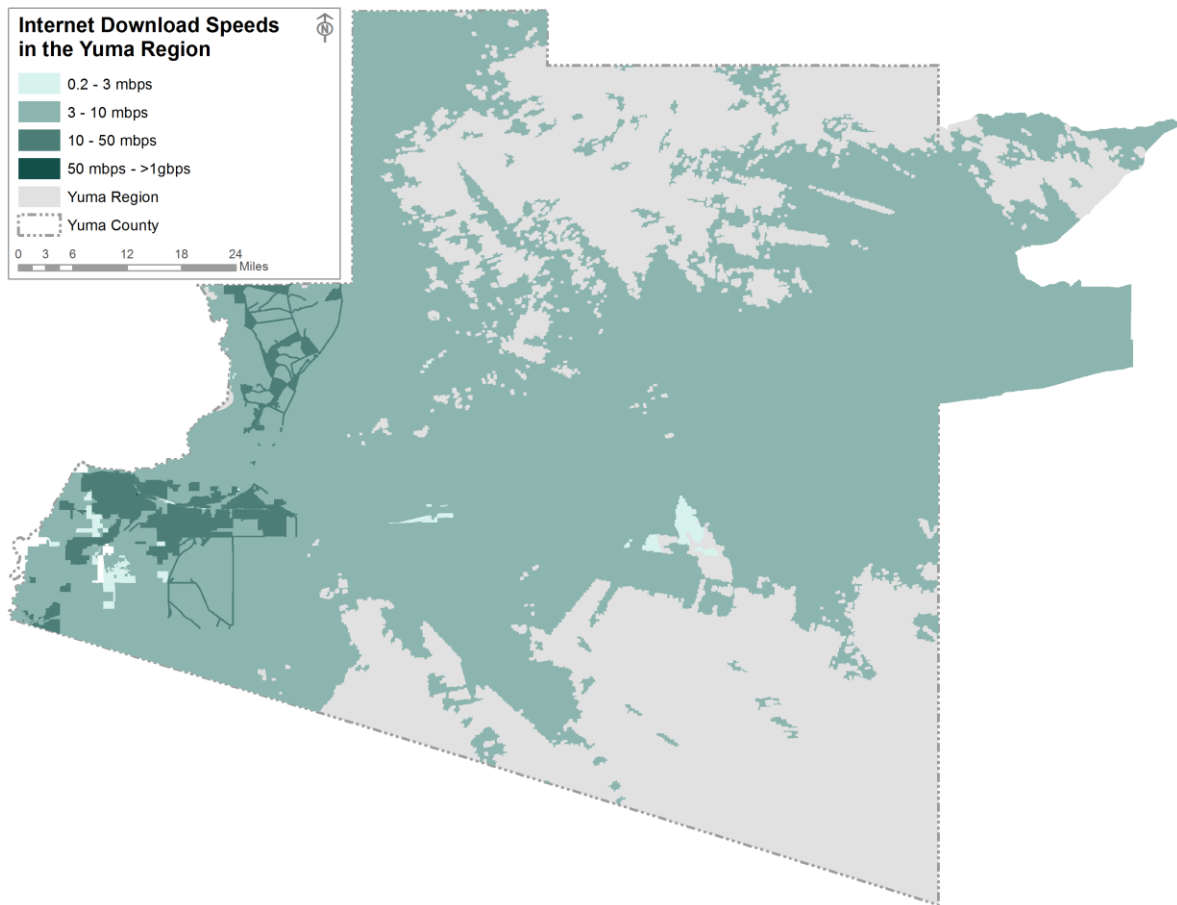 Internet Download Speeds
in the Yuma Region
N
0.2 - 3 mbps
3 - 10 mbps
10 - 50 mbps
50 mbps - >1gbps
Yuma Region
Yuma County
0 3 6 12 18 24
Miles